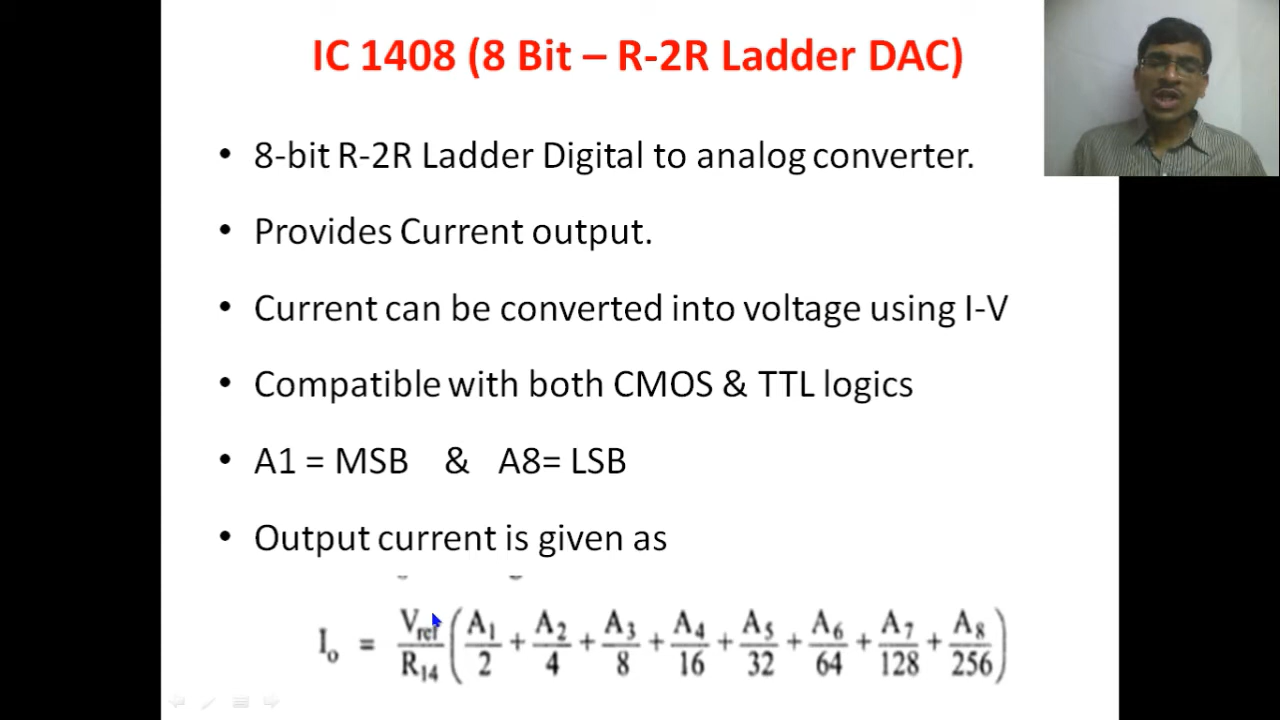 IC 1408 (8 Bit – R-2R Ladder DAC)
• 8-bit R-2R Ladder Digital to analog converter.
• Provides Current output.
• Current can be converted into voltage using I-V
• Compatible with both CMOS & TTL logics
• A1 = MSB & A8= LSB
• Output current is given as
I₀ = V_ref/R₁₄ (A₁/2 + A₂/4 + A₃/8 + A₄/16 + A₅/32 + A₆/64 + A₇/128 + A₈/256)